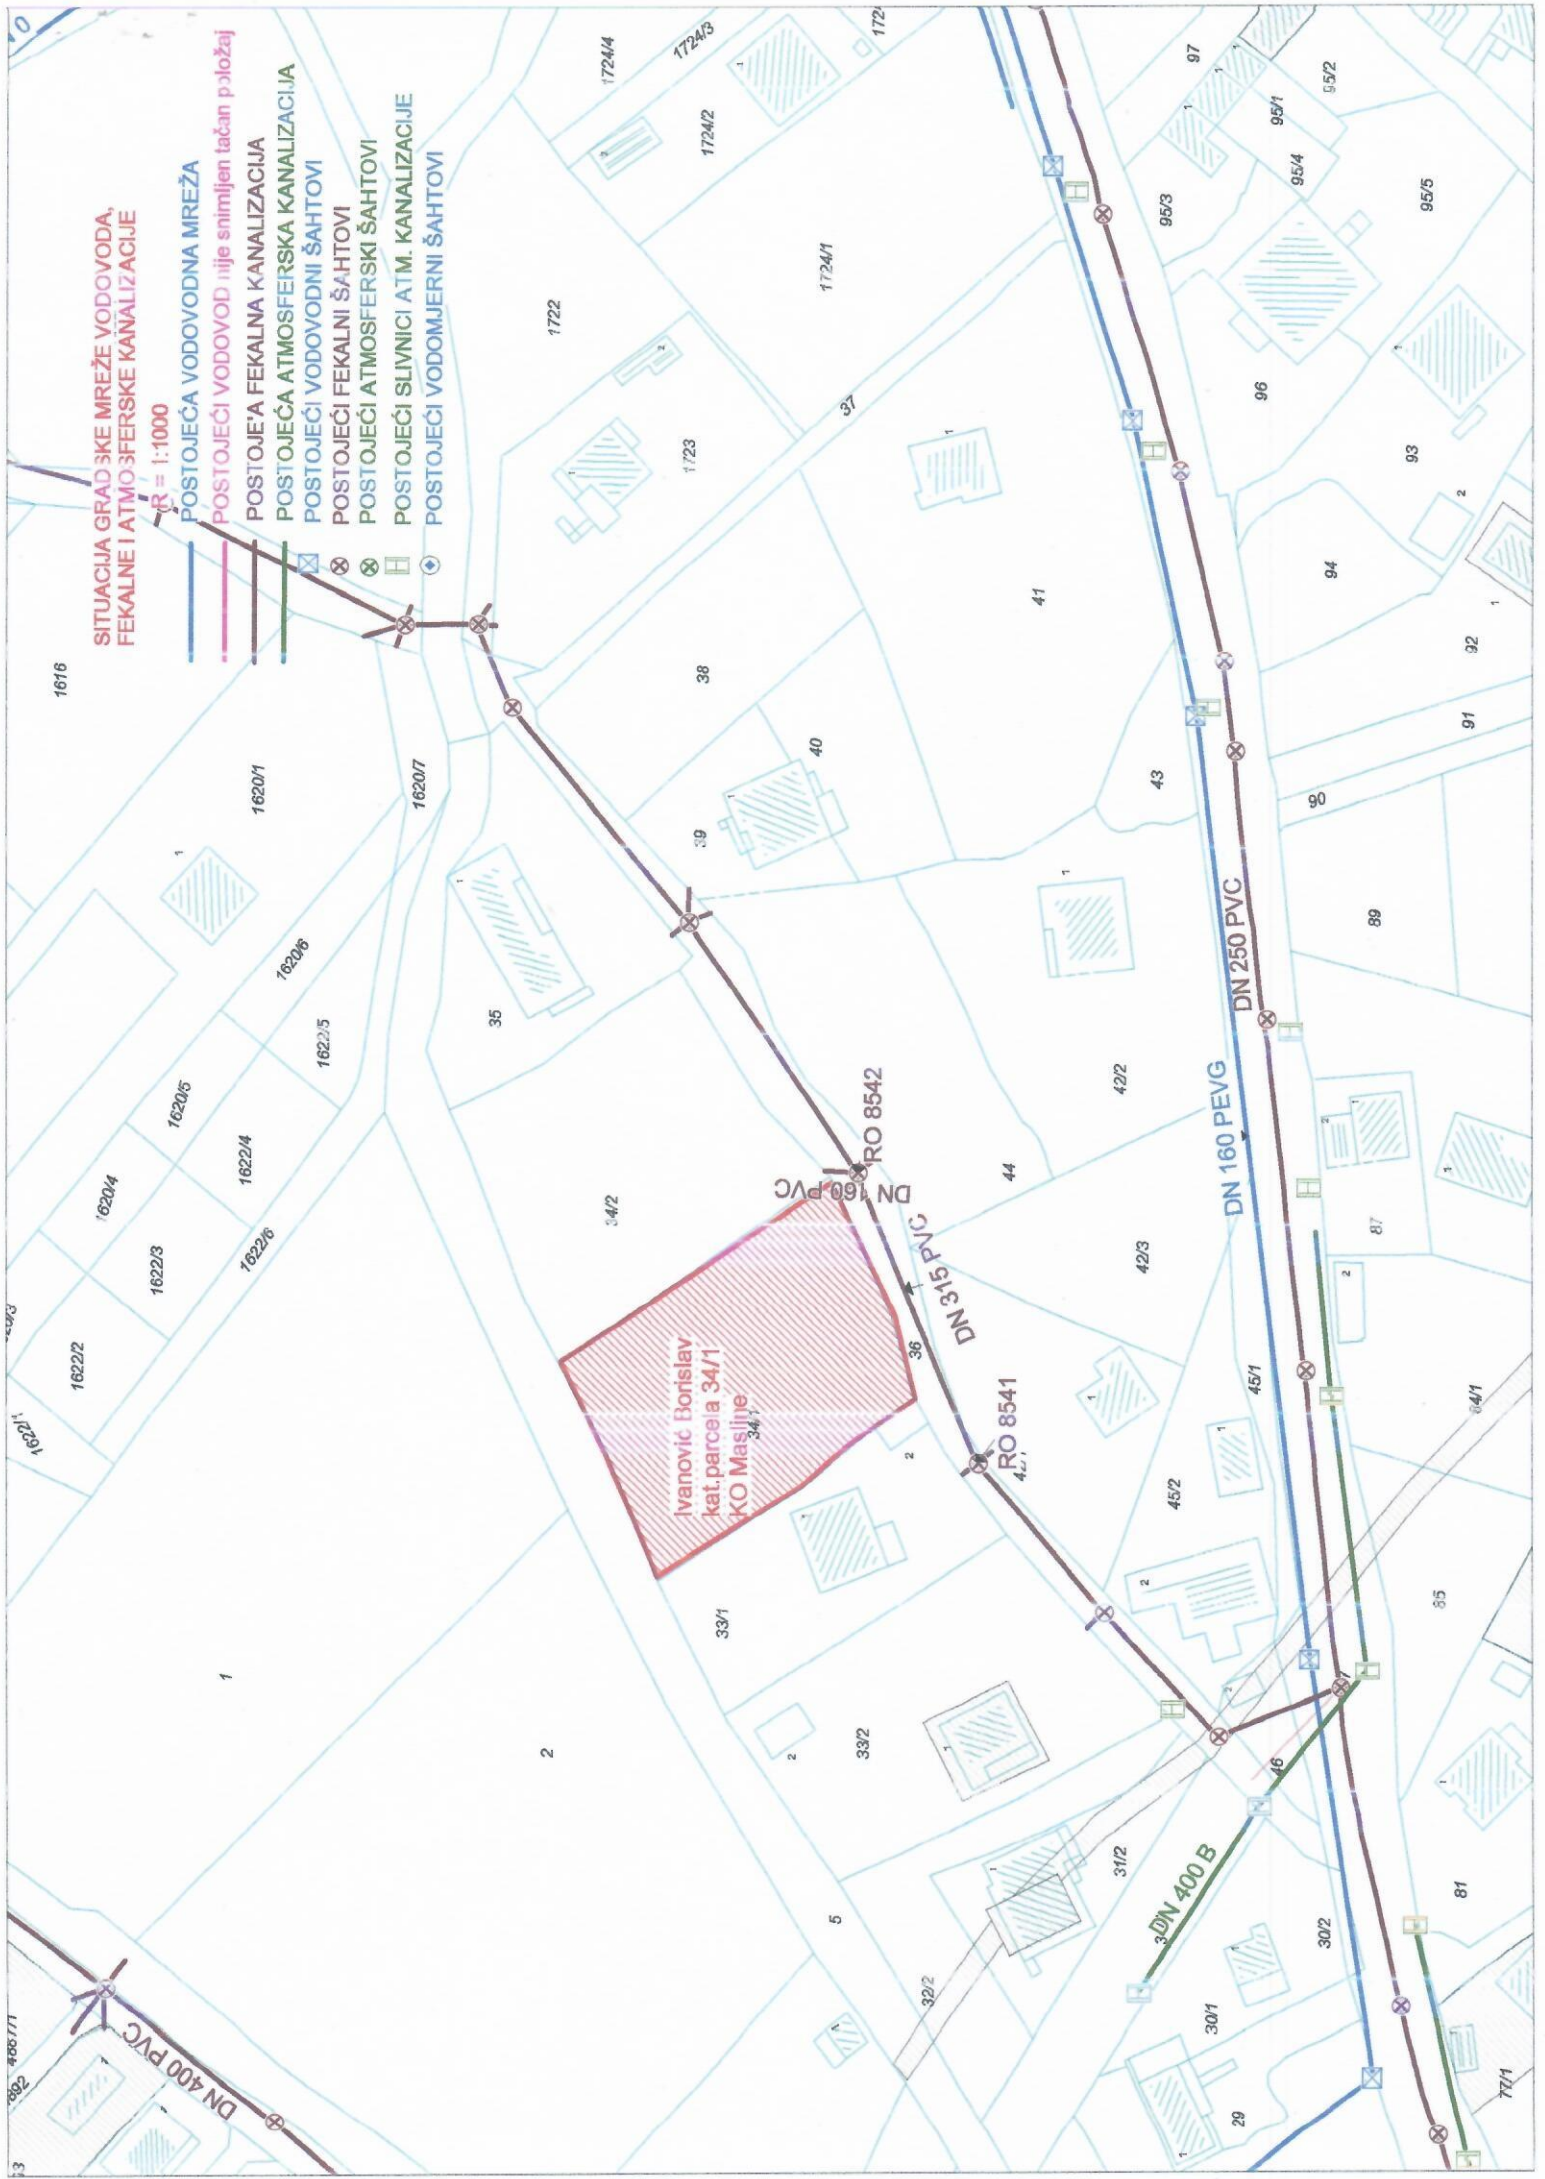 SITUACIJA GRADSKE MREŽE VODOVODA,
FEKALNE I ATMOSFERSKE KANALIZACIJE
R = 1:1000
POSTOJEĆA VODOVODNA MREŽA
POSTOJEĆI VODOVOD nije snimljen tačan položaj
POSTOJE'A FEKALNA KANALIZACIJA
POSTOJEĆA ATMOSFERSKA KANALIZACIJA
POSTOJEĆI VODOVODNI ŠAHTOVI
POSTOJEĆI FEKALNI ŠAHTOVI
POSTOJEĆI ATMOSFERSKI ŠAHTOVI
POSTOJEĆI SLIVNICI ATM. KANALIZACIJE
POSTOJEĆI VODOMJERNI ŠAHTOVI
Ivanović Borislav
kat.parcela 34/1
KO Masline
34/1
DN 160 PVC
RO 8542
DN 315 PVC
RO 8541
DN 160 PEVG
DN 250 PVC
DN 400 B
DN 400 PVC
1616
1620/1
1620/7
1620/6
1620/5
1620/4
1622/5
1622/4
1622/3
1622/6
1622/2
1622/1
1724/4
1724/3
1724/2
1724/1
1722
1723
37
38
39
40
41
43
35
34/2
36
44
42/2
42/3
45/1
45/2
33/1
33/2
1
2
5
32/2
31/2
30/2
30/1
29
46
97
95/2
95/1
95/4
95/3
95/5
96
93
94
92
91
90
89
87
84/1
85
81
77/1